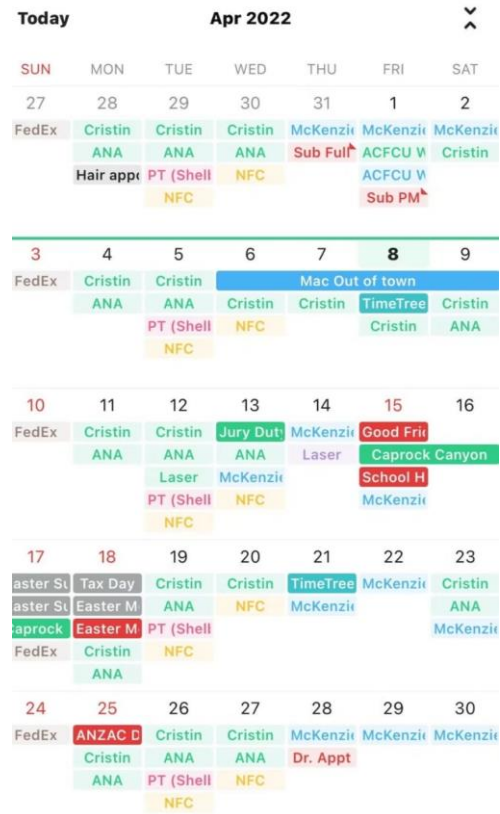 Today Apr 2022
SUN MON TUE WED THU FRI SAT
27 28 29 30 31 1 2
FedEx Cristin Cristin Cristin McKenzie McKenzie McKenzie
ANA ANA ANA Sub Full ACFCU W Cristin
Hair appo PT (Shell NFC ACFCU W
NFC Sub PM
3 4 5 6 7 8 9
FedEx Cristin Cristin Mac Out of town
ANA ANA Cristin Cristin TimeTree Cristin
PT (Shell NFC Cristin ANA
NFC
10 11 12 13 14 15 16
FedEx Cristin Cristin Jury Dut McKenzie Good Frid
ANA ANA ANA Laser Caprock Canyon
Laser McKenzie School H
PT (Shell NFC McKenzie
NFC
17 18 19 20 21 22 23
aster Su Tax Day Cristin Cristin TimeTree McKenzie Cristin
aster Su Easter M ANA NFC McKenzie ANA
aprock Easter M PT (Shell McKenzie
FedEx Cristin NFC
ANA
24 25 26 27 28 29 30
FedEx ANZAC D Cristin Cristin McKenzie McKenzie McKenzie
Cristin ANA ANA Dr. Appt
ANA PT (Shell NFC
NFC